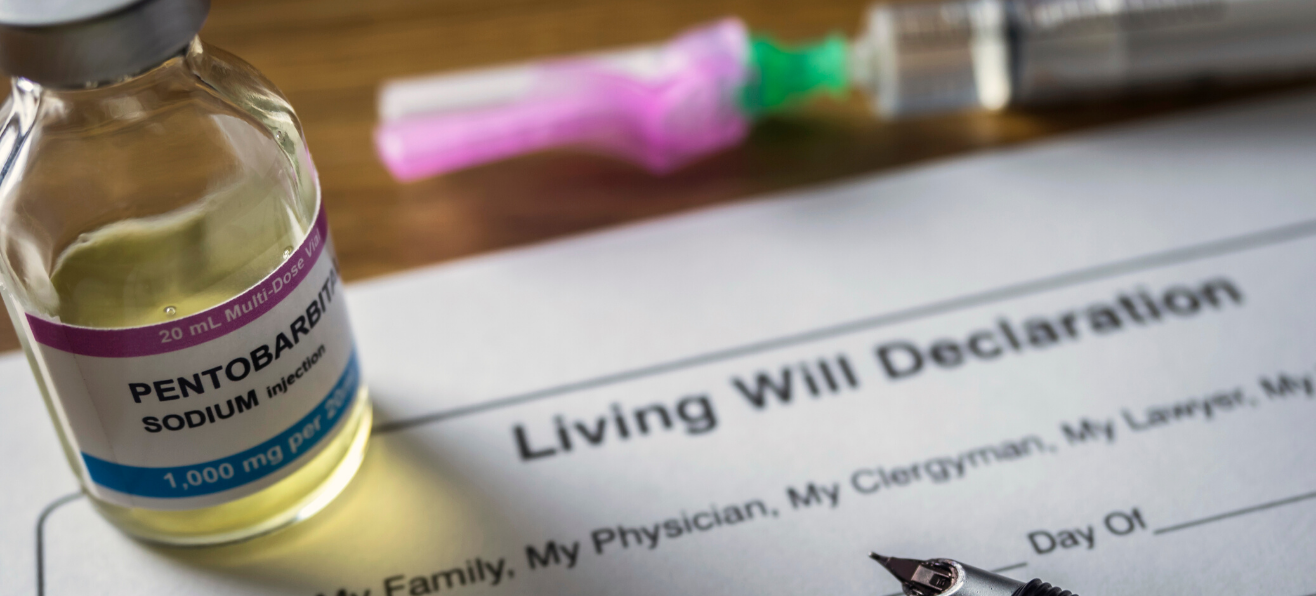 20 mL Multi-Dose Vial
PENTOBARBITA
SODIUM injection
1,000 mg per 20
Living Will Declaration
My Family, My Physician, My Clergyman, My Lawyer, My
Day Of